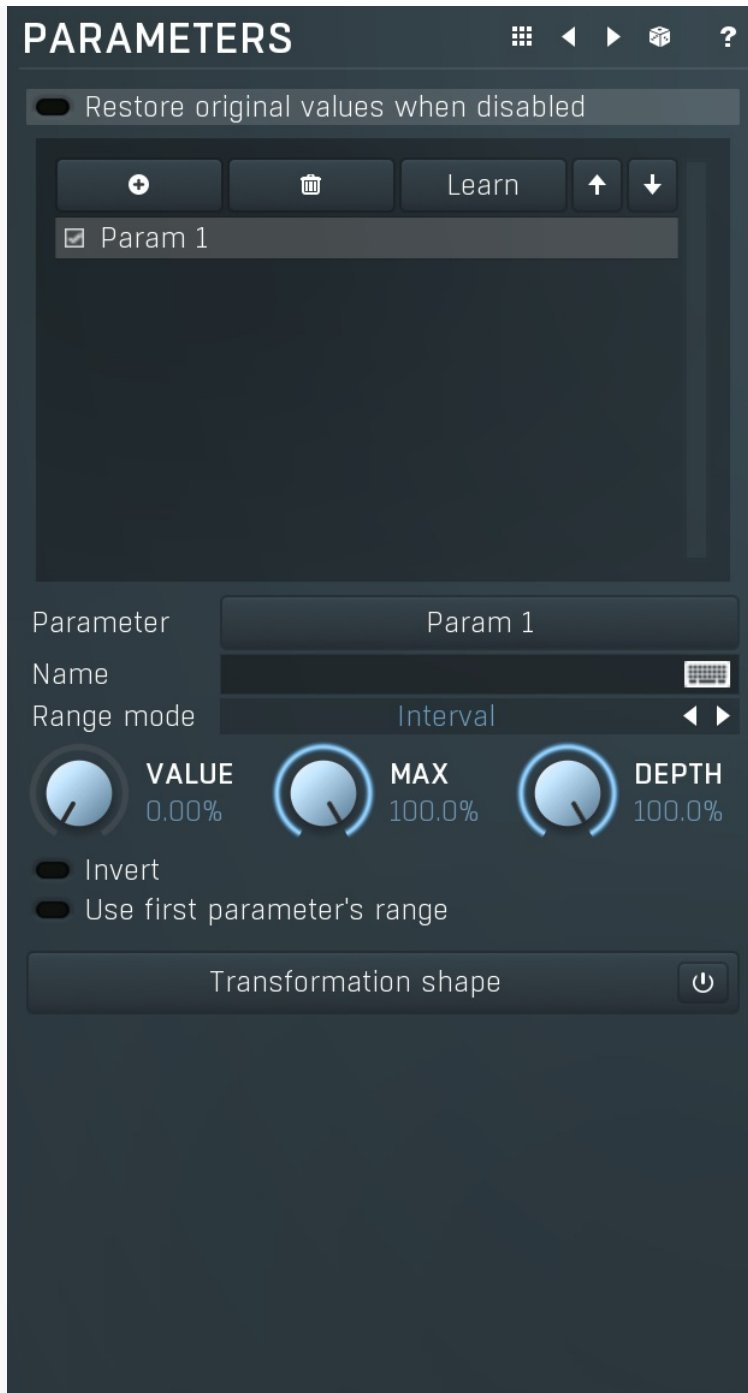 PARAMETERS ?
Restore original values when disabled
Learn
Param 1
Parameter Param 1
Name
Range mode Interval
VALUE MAX DEPTH
0.00% 100.0% 100.0%
Invert
Use first parameter's range
Transformation shape